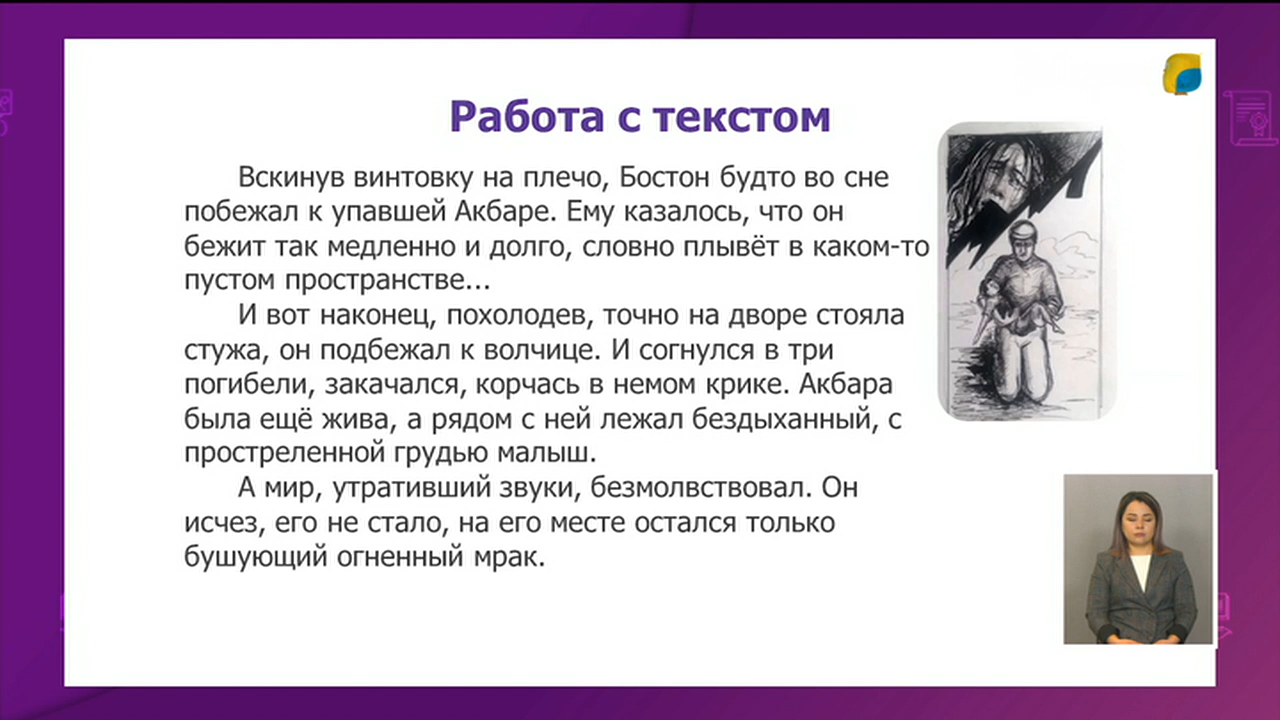 Работа с текстом
Вскинув винтовку на плечо, Бостон будто во сне
побежал к упавшей Акбаре. Ему казалось, что он
бежит так медленно и долго, словно плывёт в каком-то
пустом пространстве...
И вот наконец, похолодев, точно на дворе стояла
стужа, он подбежал к волчице. И согнулся в три
погибели, закачался, корчась в немом крике. Акбара
была ещё жива, а рядом с ней лежал бездыханный, с
простреленной грудью малыш.
А мир, утративший звуки, безмолвствовал. Он
исчез, его не стало, на его месте остался только
бушующий огненный мрак.